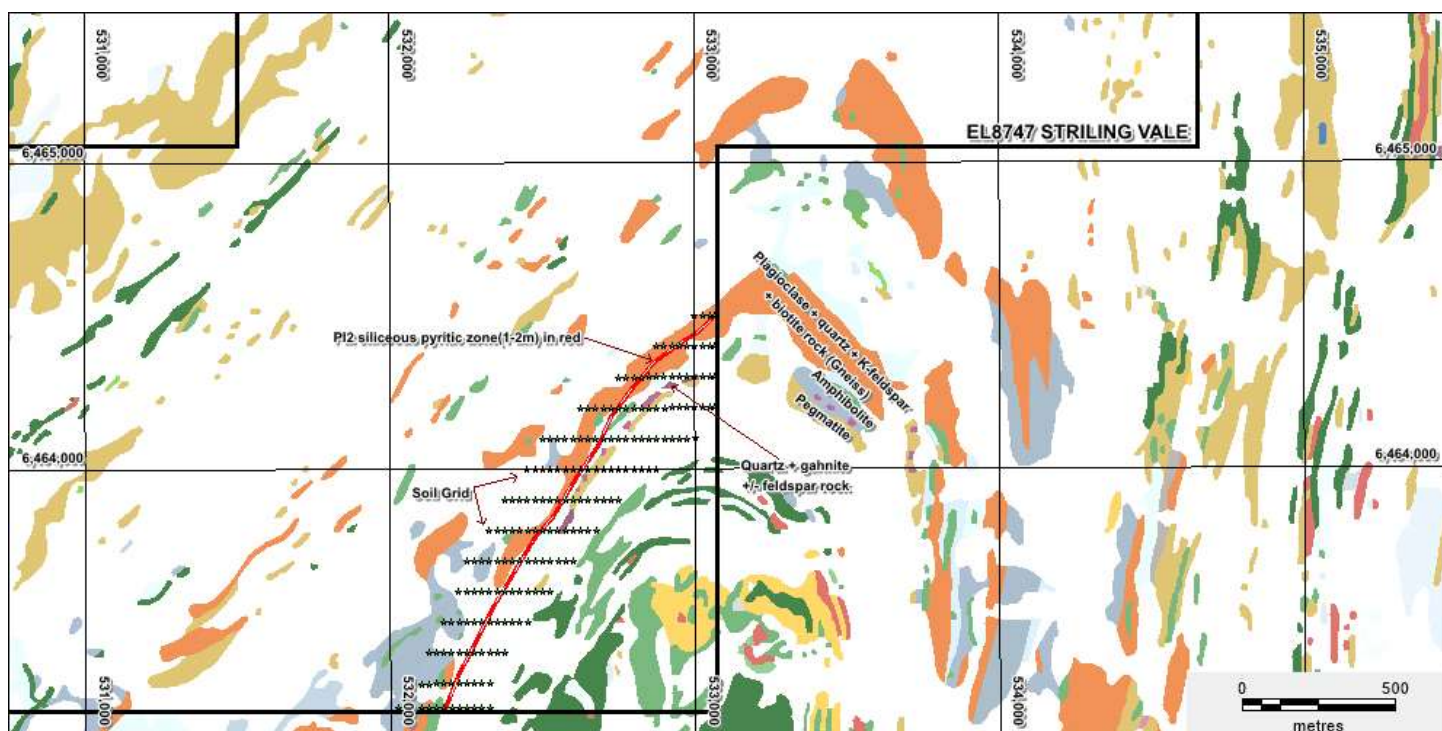 531,000
532,000
533,000
534,000
535,000
EL8747 STRILING VALE
6,465,000
6,465,000
Plagioclase + quartz + K-feldspar
+ biotite rock (Gneiss)
Amphibolite
Pegmatite
PI2 siliceous pyritic zone(1-2m) in red
6,464,000
6,464,000
Quartz + gahnite
+/- feldspar rock
Soil Grid
531,000
532,000
533,000
534,000
0 500
metres